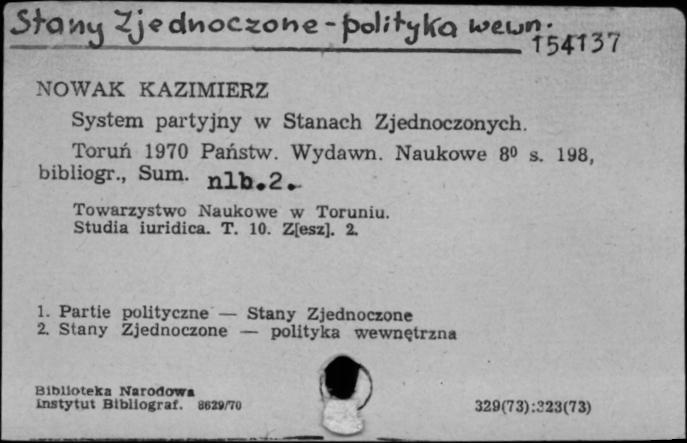 Stany Zjednoczone - polityka wewn.
154137
NOWAK KAZIMIERZ
System partyjny w Stanach Zjednoczonych.
Toruń 1970 Państw. Wydawn. Naukowe 8⁰ s. 198,
bibliogr., Sum. nlb.2.
Towarzystwo Naukowe w Toruniu.
Studia iuridica. T. 10. Z[esz]. 2.
1. Partie polityczne — Stany Zjednoczone
2. Stany Zjednoczone — polityka wewnętrzna
Biblioteka Narodowa
Instytut Bibliograf. 8629/70
329(73):323(73)